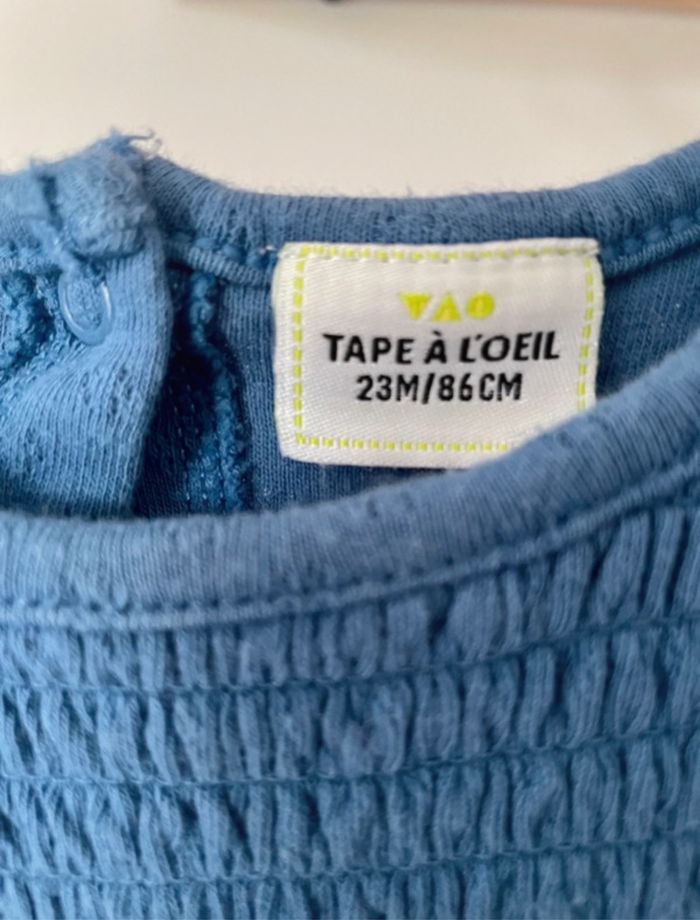 TAO
TAPE À L'OEIL
23M/86CM